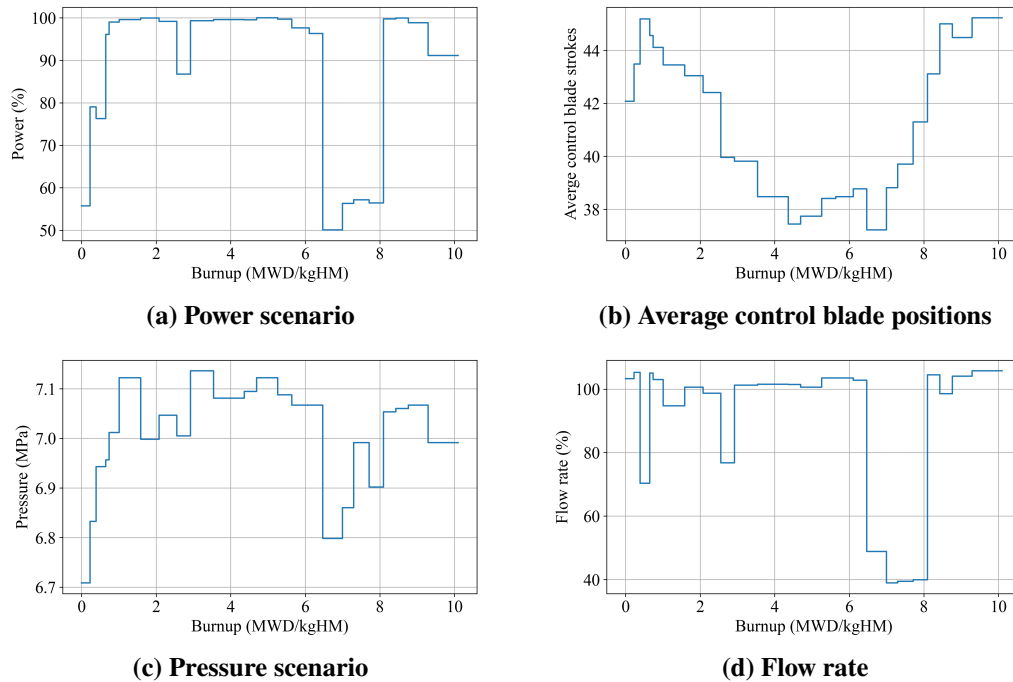 100
90
80
70
60
50
Power (%)
0 2 4 6 8 10
Burnup (MWD/kgHM)
(a) Power scenario
44
42
40
38
Averge control blade strokes
0 2 4 6 8 10
Burnup (MWD/kgHM)
(b) Average control blade positions
7.1
7.0
6.9
6.8
6.7
Pressure (MPa)
0 2 4 6 8 10
Burnup (MWD/kgHM)
(c) Pressure scenario
100
80
60
40
Flow rate (%)
0 2 4 6 8 10
Burnup (MWD/kgHM)
(d) Flow rate